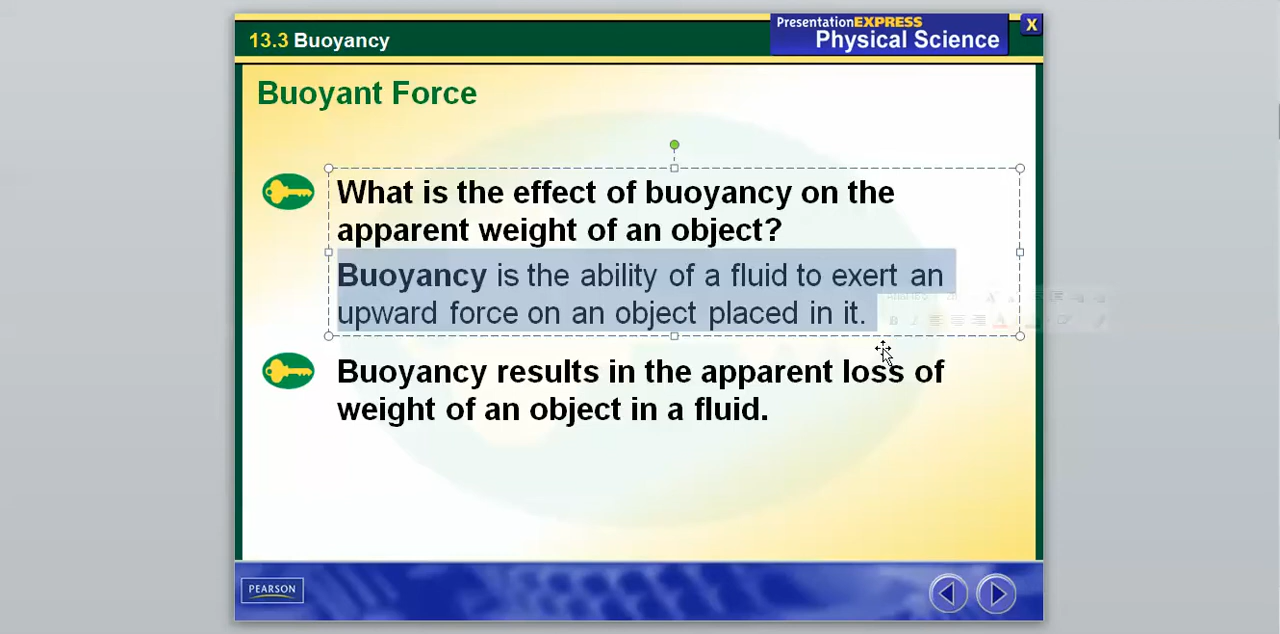 PresentationEXPRESS
X
13.3 Buoyancy
Physical Science
Buoyant Force
What is the effect of buoyancy on the
apparent weight of an object?
Buoyancy is the ability of a fluid to exert an
upward force on an object placed in it.
Buoyancy results in the apparent loss of
weight of an object in a fluid.
PEARSON